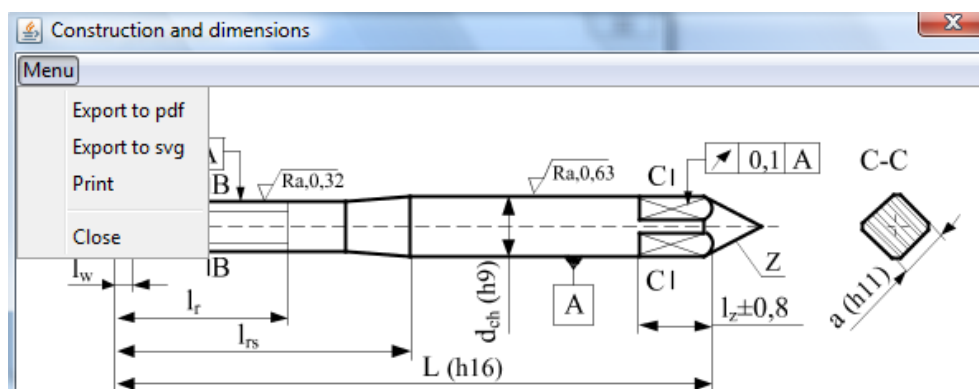 Construction and dimensions
X
Menu
Export to pdf
Export to svg
Print
Close
A
B
Ra,0,32
Ra,0,63
C
0,1 A
C-C
B
C
Z
A
l_w
l_r
l_rs
d_ch (h9)
l_z±0,8
a (h11)
L (h16)